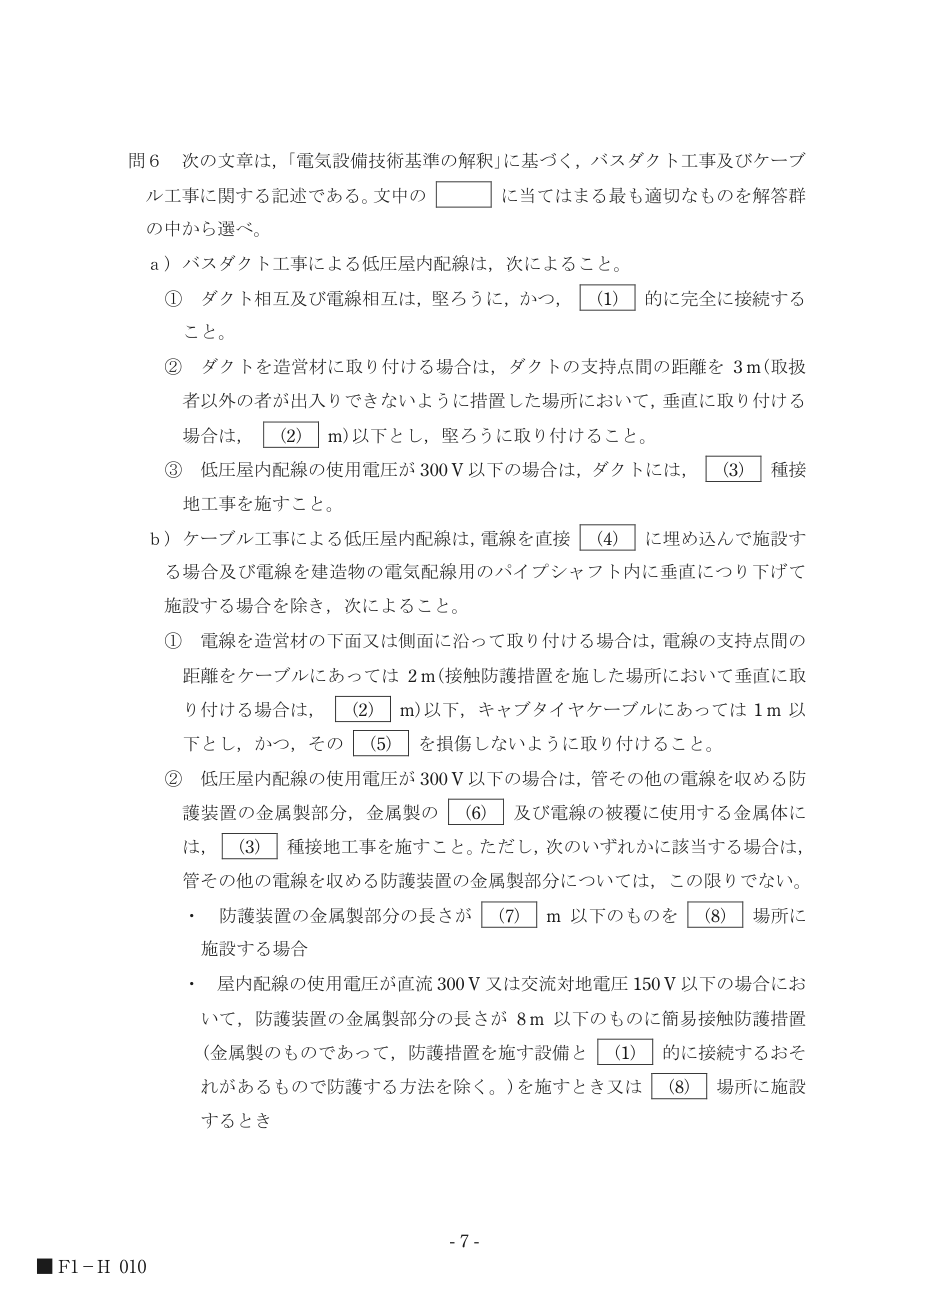 問6 次の文章は,「電気設備技術基準の解釈」に基づく,バスダクト工事及びケーブ
ル工事に関する記述である。文中の に当てはまる最も適切なものを解答群
の中から選べ。
a) バスダクト工事による低圧屋内配線は,次によること。
① ダクト相互及び電線相互は,堅ろうに,かつ, (1) 的に完全に接続する
こと。
② ダクトを造営材に取り付ける場合は,ダクトの支持点間の距離を 3m(取扱
者以外の者が出入りできないように措置した場所において,垂直に取り付ける
場合は, (2) m)以下とし,堅ろうに取り付けること。
③ 低圧屋内配線の使用電圧が300V以下の場合は,ダクトには, (3) 種接
地工事を施すこと。
b) ケーブル工事による低圧屋内配線は,電線を直接 (4) に埋め込んで施設す
る場合及び電線を建造物の電気配線用のパイプシャフト内に垂直につり下げて
施設する場合を除き,次によること。
① 電線を造営材の下面又は側面に沿って取り付ける場合は,電線の支持点間の
距離をケーブルにあっては 2m(接触防護措置を施した場所において垂直に取
り付ける場合は, (2) m)以下,キャブタイヤケーブルにあっては1m 以
下とし,かつ,その (5) を損傷しないように取り付けること。
② 低圧屋内配線の使用電圧が300V以下の場合は,管その他の電線を収める防
護装置の金属製部分,金属製の (6) 及び電線の被覆に使用する金属体に
は, (3) 種接地工事を施すこと。ただし,次のいずれかに該当する場合は,
管その他の電線を収める防護装置の金属製部分については,この限りでない。
・ 防護装置の金属製部分の長さが (7) m 以下のものを (8) 場所に
施設する場合
・ 屋内配線の使用電圧が直流300V又は交流対地電圧150V以下の場合にお
いて,防護装置の金属製部分の長さが 8m 以下のものに簡易接触防護措置
(金属製のものであって,防護措置を施す設備と (1) 的に接続するおそ
れがあるもので防護する方法を除く。)を施すとき又は (8) 場所に施設
するとき
- 7 -
■F1-H 010